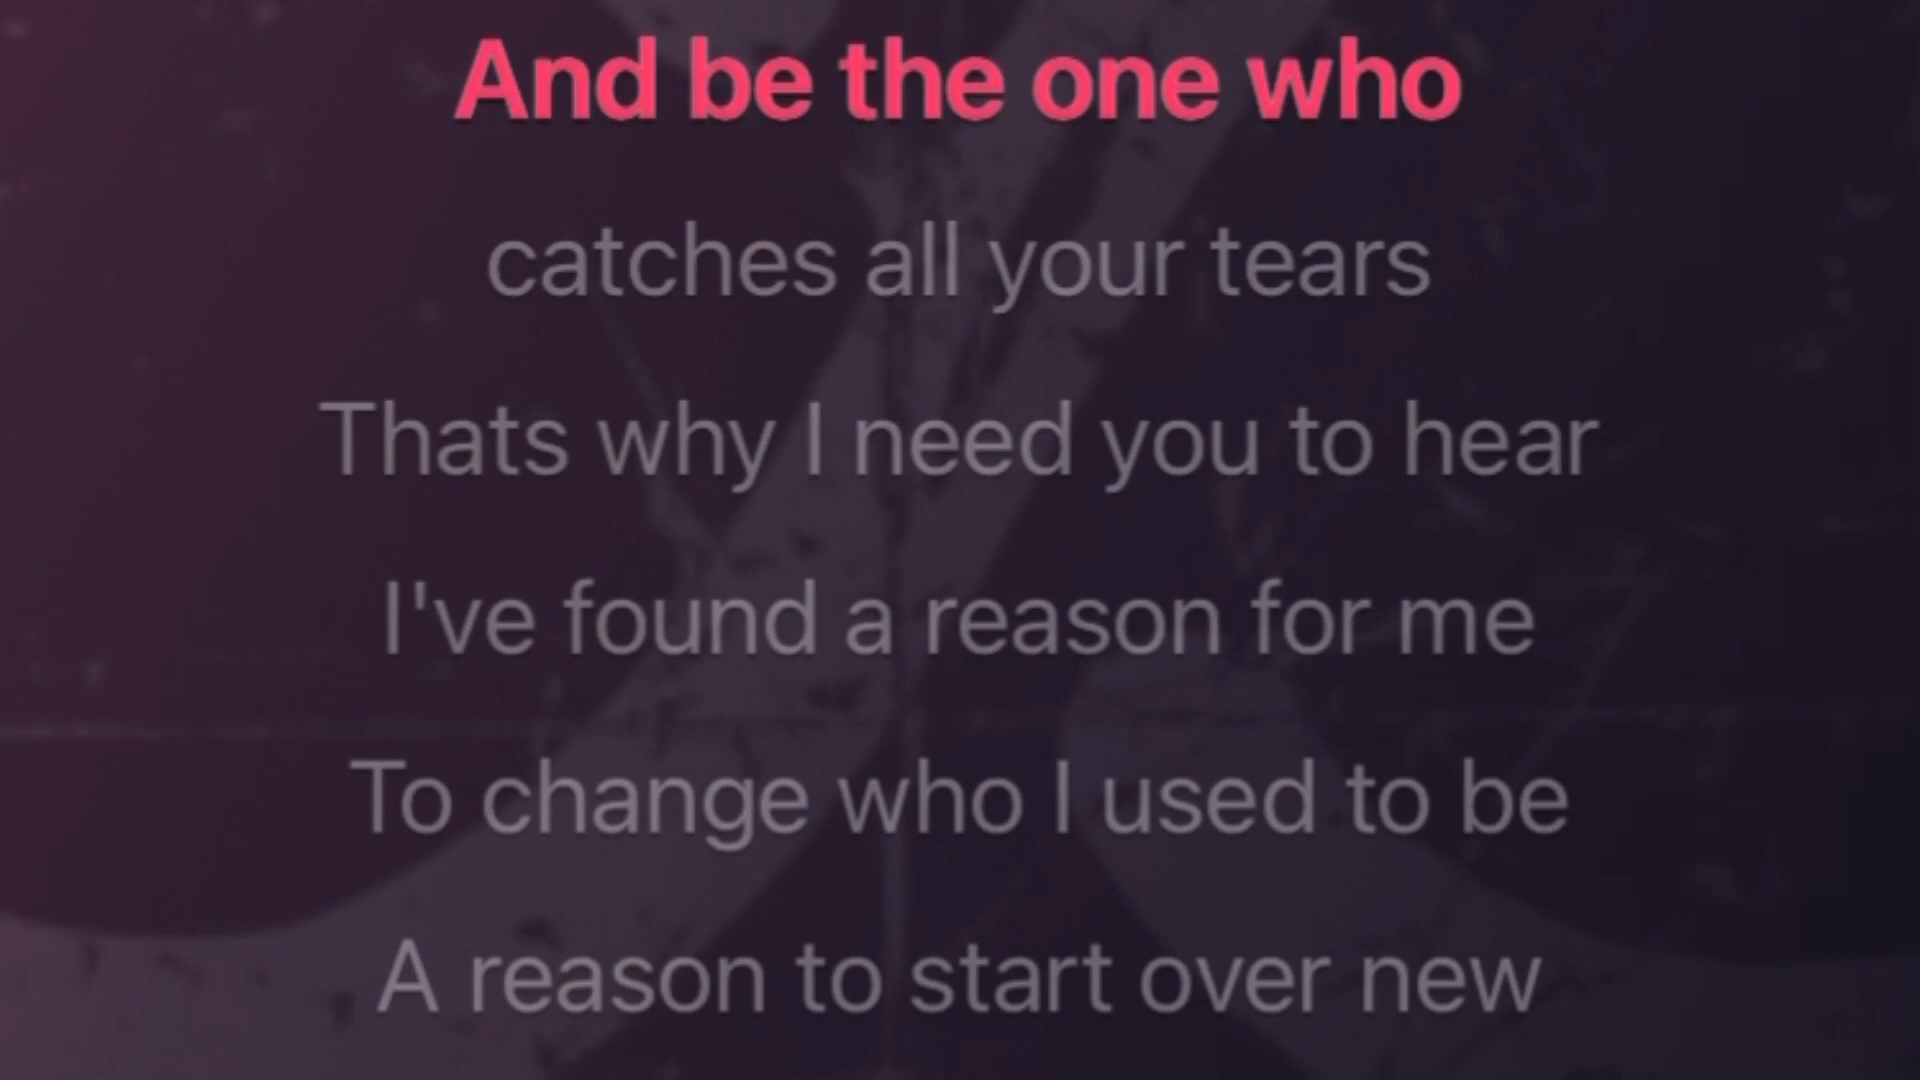 And be the one who
catches all your tears
Thats why I need you to hear
I've found a reason for me
To change who I used to be
A reason to start over new